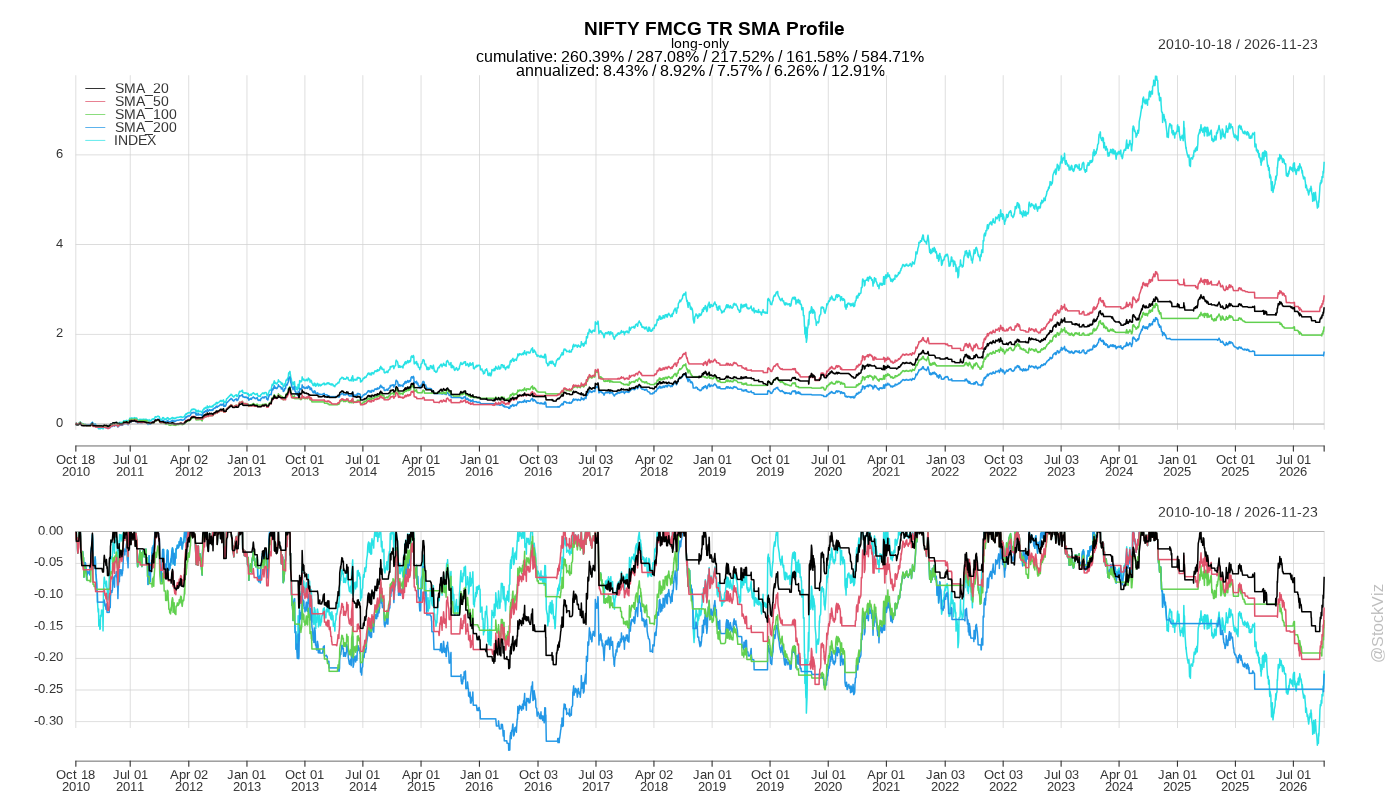 NIFTY FMCG TR SMA Profile
long-only
2010-10-18 / 2026-11-23
cumulative: 260.39% / 287.08% / 217.52% / 161.58% / 584.71%
annualized: 8.43% / 8.92% / 7.57% / 6.26% / 12.91%
SMA_20
SMA_50
SMA_100
SMA_200
INDEX
6
4
2
0
Oct 18 Jul 01 Apr 02 Jan 01 Oct 01 Jul 01 Apr 01 Jan 01 Oct 03 Jul 03 Apr 02 Jan 01 Oct 01 Jul 01 Apr 01 Jan 03 Oct 03 Jul 03 Apr 01 Jan 01 Oct 01 Jul 01
2010 2011 2012 2013 2013 2014 2015 2016 2016 2017 2018 2019 2019 2020 2021 2022 2022 2023 2024 2025 2025 2026
2010-10-18 / 2026-11-23
0.00
-0.05
-0.10
-0.15
-0.20
-0.25
-0.30
Oct 18 Jul 01 Apr 02 Jan 01 Oct 01 Jul 01 Apr 01 Jan 01 Oct 03 Jul 03 Apr 02 Jan 01 Oct 01 Jul 01 Apr 01 Jan 03 Oct 03 Jul 03 Apr 01 Jan 01 Oct 01 Jul 01
2010 2011 2012 2013 2013 2014 2015 2016 2016 2017 2018 2019 2019 2020 2021 2022 2022 2023 2024 2025 2025 2026
@StockViz